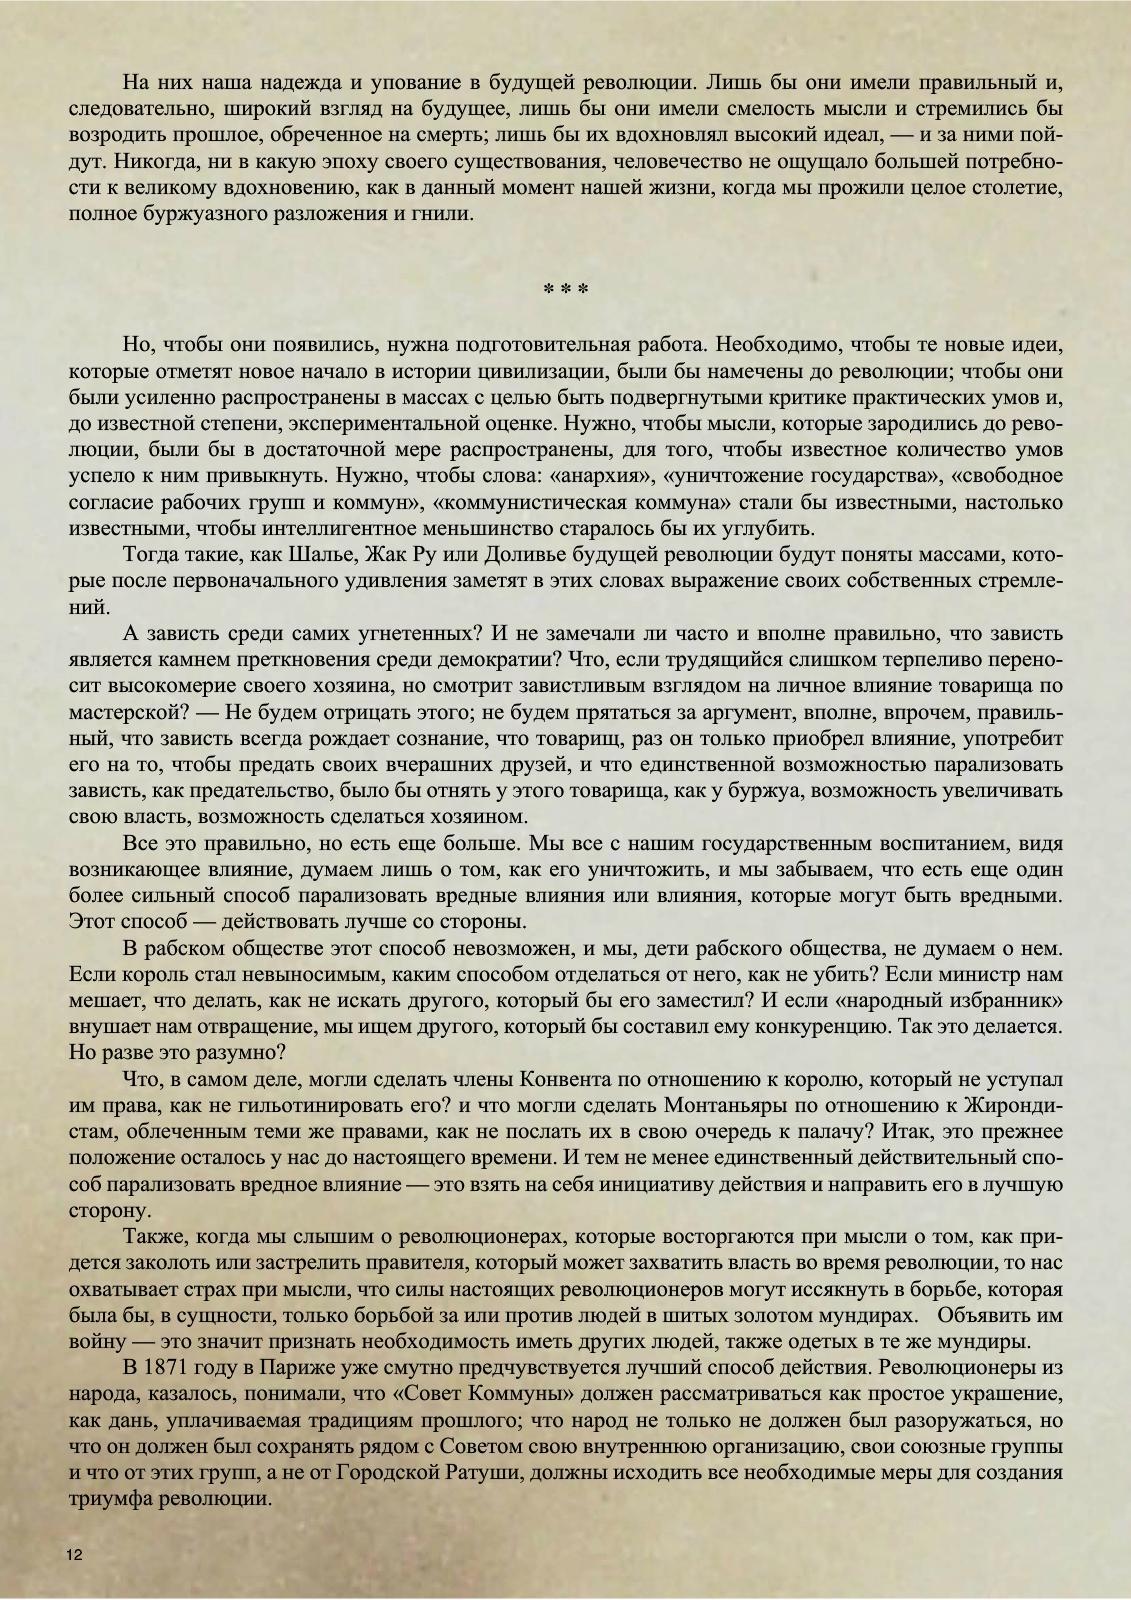 На них наша надежда и упование в будущей революции. Лишь бы они имели правильный и,
следовательно, широкий взгляд на будущее, лишь бы они имели смелость мысли и стремились бы
возродить прошлое, обреченное на смерть; лишь бы их вдохновлял высокий идеал, — и за ними пой-
дут. Никогда, ни в какую эпоху своего существования, человечество не ощущало большей потребно-
сти к великому вдохновению, как в данный момент нашей жизни, когда мы прожили целое столетие,
полное буржуазного разложения и гнили.
* * *
Но, чтобы они появились, нужна подготовительная работа. Необходимо, чтобы те новые идеи,
которые отметят новое начало в истории цивилизации, были бы намечены до революции; чтобы они
были усиленно распространены в массах с целью быть подвергнутыми критике практических умов и,
до известной степени, экспериментальной оценке. Нужно, чтобы мысли, которые зародились до рево-
люции, были бы в достаточной мере распространены, для того, чтобы известное количество умов
успело к ним привыкнуть. Нужно, чтобы слова: «анархия», «уничтожение государства», «свободное
согласие рабочих групп и коммун», «коммунистическая коммуна» стали бы известными, настолько
известными, чтобы интеллигентное меньшинство старалось бы их углубить.
Тогда такие, как Шалье, Жак Ру или Доливье будущей революции будут поняты массами, кото-
рые после первоначального удивления заметят в этих словах выражение своих собственных стремле-
ний.
А зависть среди самих угнетенных? И не замечали ли часто и вполне правильно, что зависть
является камнем преткновения среди демократии? Что, если трудящийся слишком терпеливо перено-
сит высокомерие своего хозяина, но смотрит завистливым взглядом на личное влияние товарища по
мастерской? — Не будем отрицать этого; не будем прятаться за аргумент, вполне, впрочем, правиль-
ный, что зависть всегда рождает сознание, что товарищ, раз он только приобрел влияние, употребит
его на то, чтобы предать своих вчерашних друзей, и что единственной возможностью парализовать
зависть, как предательство, было бы отнять у этого товарища, как у буржуа, возможность увеличивать
свою власть, возможность сделаться хозяином.
Все это правильно, но есть еще больше. Мы все с нашим государственным воспитанием, видя
возникающее влияние, думаем лишь о том, как его уничтожить, и мы забываем, что есть еще один
более сильный способ парализовать вредные влияния или влияния, которые могут быть вредными.
Этот способ — действовать лучше со стороны.
В рабском обществе этот способ невозможен, и мы, дети рабского общества, не думаем о нем.
Если король стал невыносимым, каким способом отделаться от него, как не убить? Если министр нам
мешает, что делать, как не искать другого, который бы его заместил? И если «народный избранник»
внушает нам отвращение, мы ищем другого, который бы составил ему конкуренцию. Так это делается.
Но разве это разумно?
Что, в самом деле, могли сделать члены Конвента по отношению к королю, который не уступал
им права, как не гильотинировать его? и что могли сделать Монтаньяры по отношению к Жиронди-
стам, облеченным теми же правами, как не послать их в свою очередь к палачу? Итак, это прежнее
положение осталось у нас до настоящего времени. И тем не менее единственный действительный спо-
соб парализовать вредное влияние — это взять на себя инициативу действия и направить его в лучшую
сторону.
Также, когда мы слышим о революционерах, которые восторгаются при мысли о том, как при-
дется заколоть или застрелить правителя, который может захватить власть во время революции, то нас
охватывает страх при мысли, что силы настоящих революционеров могут иссякнуть в борьбе, которая
была бы, в сущности, только борьбой за или против людей в шитых золотом мундирах. Объявить им
войну — это значит признать необходимость иметь других людей, также одетых в те же мундиры.
В 1871 году в Париже уже смутно предчувствуется лучший способ действия. Революционеры из
народа, казалось, понимали, что «Совет Коммуны» должен рассматриваться как простое украшение,
как дань, уплачиваемая традициям прошлого; что народ не только не должен был разоружаться, но
что он должен был сохранять рядом с Советом свою внутреннюю организацию, свои союзные группы
и что от этих групп, а не от Городской Ратуши, должны исходить все необходимые меры для создания
триумфа революции.
12